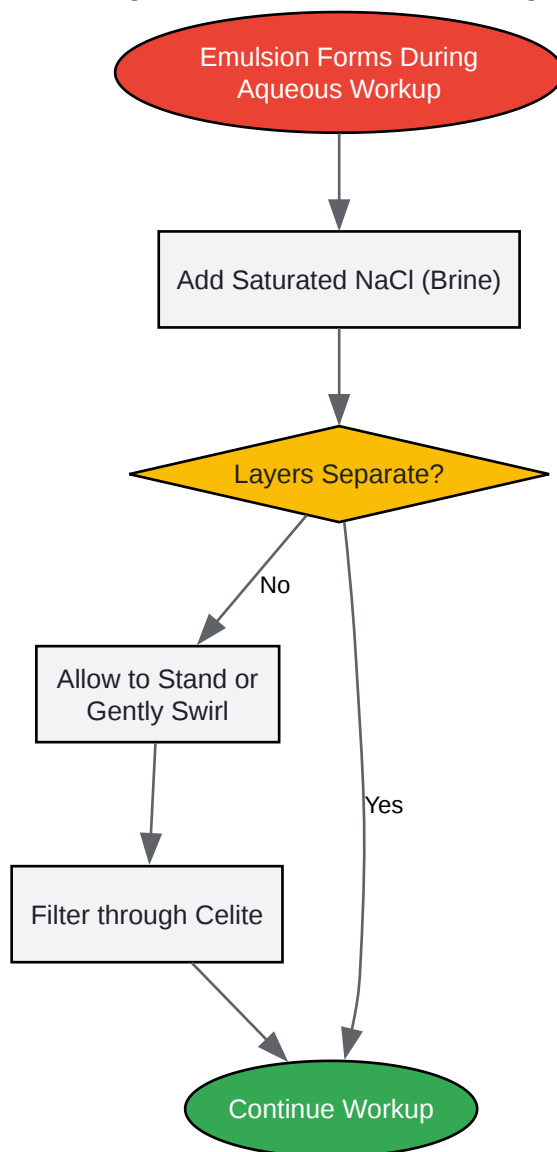 Emulsion Forms During
Aqueous Workup
Add Saturated NaCl (Brine)
Layers Separate?
No
Allow to Stand or
Gently Swirl
Yes
Filter through Celite
Continue Workup